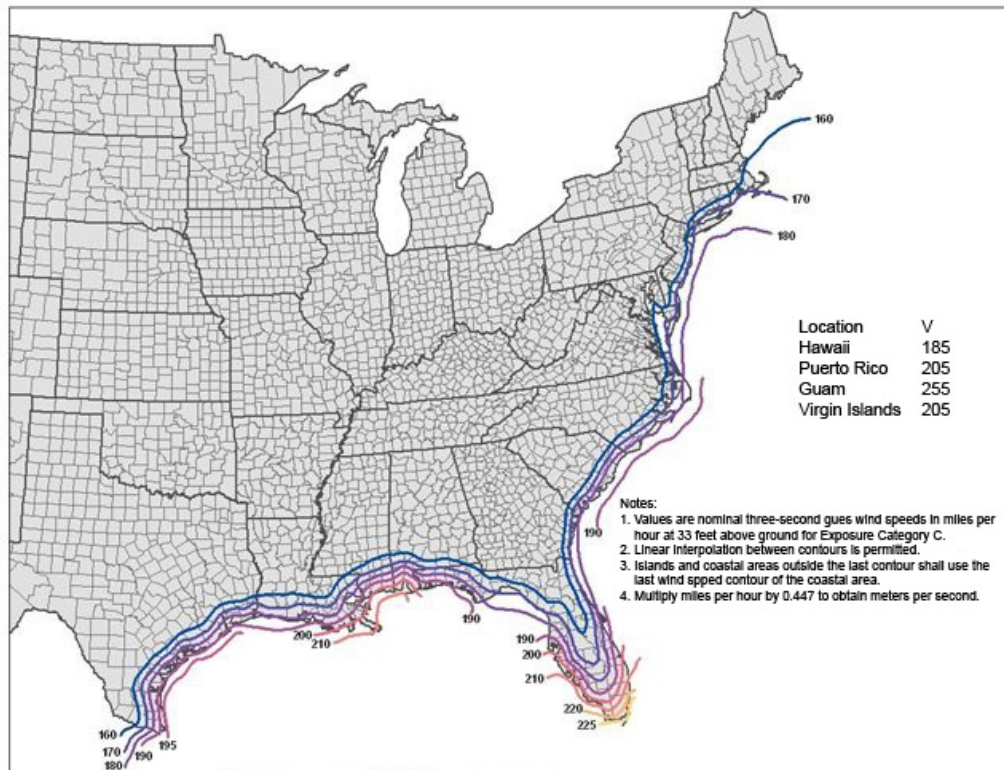 160
170
180
Location V
Hawaii 185
Puerto Rico 205
Guam 255
Virgin Islands 205
Notes:
1. Values are nominal three-second gues wind speeds in miles per
hour at 33 feet above ground for Exposure Category C.
2. Linear interpolation between contours is permitted.
3. Islands and coastal areas outside the last contour shall use the
last wind spped contour of the coastal area.
4. Multiply miles per hour by 0.447 to obtain meters per second.
190
190
200
210
190
200
210
220
225
160
170
180
190
195